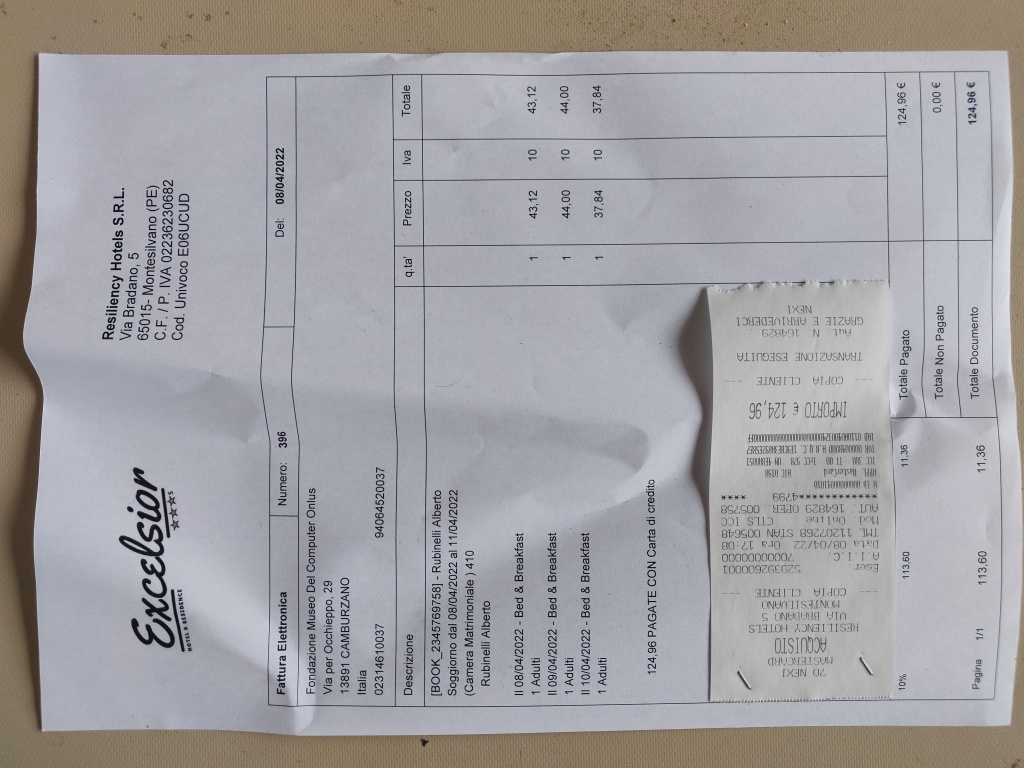 Excelsior
HOTEL & RESIDENCE
★★★S
Resiliency Hotels S.R.L.
Via Bradano, 5
65015- Montesilvano (PE)
C.F. / P. IVA 02236230682
Cod. Univoco E06UCUD
Fattura Elettronica Numero: 396 Del: 08/04/2022
Fondazione Museo Del Computer Onlus
Via per Occhieppo, 29
13891 CAMBURZANO
Italia
02314610037 94064520037
Descrizione q.ta' Prezzo Iva Totale
[BOOK_2345769758] - Rubinelli Alberto
Soggiorno dal 08/04/2022 al 11/04/2022
(Camera Matrimoniale ) 410
Rubinelli Alberto
Il 08/04/2022 - Bed & Breakfast 1 43,12 10 43,12
1 Adulti
Il 09/04/2022 - Bed & Breakfast 1 44,00 10 44,00
1 Adulti
Il 10/04/2022 - Bed & Breakfast 1 37,84 10 37,84
1 Adulti
124,96 PAGATE CON Carta di credito
10% 113,60 11,36 Totale Pagato 124,96 €
Totale Non Pagato 0,00 €
Pagina 1/1 113,60 11,36 Totale Documento 124,96 €
70 NEXI
MASTERCARD
ACQUISTO
RESILIENCY HOTELS
VIA BRADANO 5
MONTESILVANO
--- COPIA CLIENTE ---
Eser. 529392600001
A.I.I.C. 70000000000
Data 08/04/22 Ora 17:08
TML 11207268 STAN 005648
Mod Online CTLS ICC
AUT. 164829 OPER. 005758
************4799 ****
IMPORTO € 124,96
--- COPIA CLIENTE ---
TRANSAZIONE ESEGUITA
Aut. N. 164829
GRAZIE E ARRIVEDERCI
NEXI